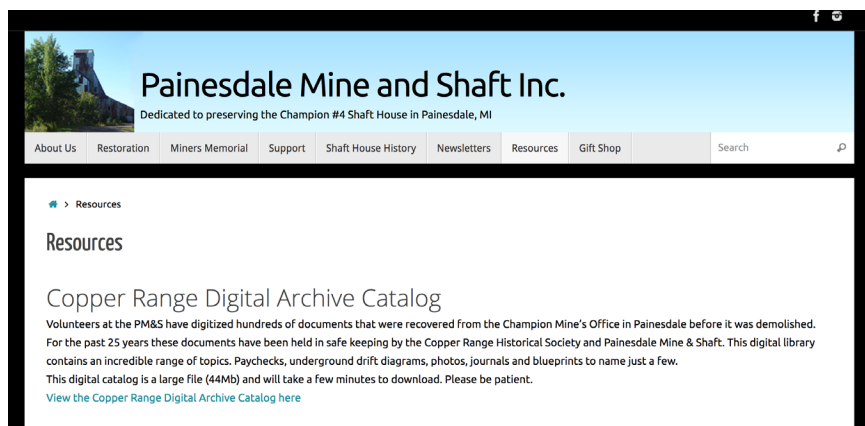 Painesdale Mine and Shaft Inc.
Dedicated to preserving the Champion #4 Shaft House in Painesdale, MI
About Us Restoration Miners Memorial Support Shaft House History Newsletters Resources Gift Shop Search
> Resources
Resources
Copper Range Digital Archive Catalog
Volunteers at the PM&S have digitized hundreds of documents that were recovered from the Champion Mine's Office in Painesdale before it was demolished.
For the past 25 years these documents have been held in safe keeping by the Copper Range Historical Society and Painesdale Mine & Shaft. This digital library
contains an incredible range of topics. Paychecks, underground drift diagrams, photos, journals and blueprints to name just a few.
This digital catalog is a large file (44Mb) and will take a few minutes to download. Please be patient.
View the Copper Range Digital Archive Catalog here